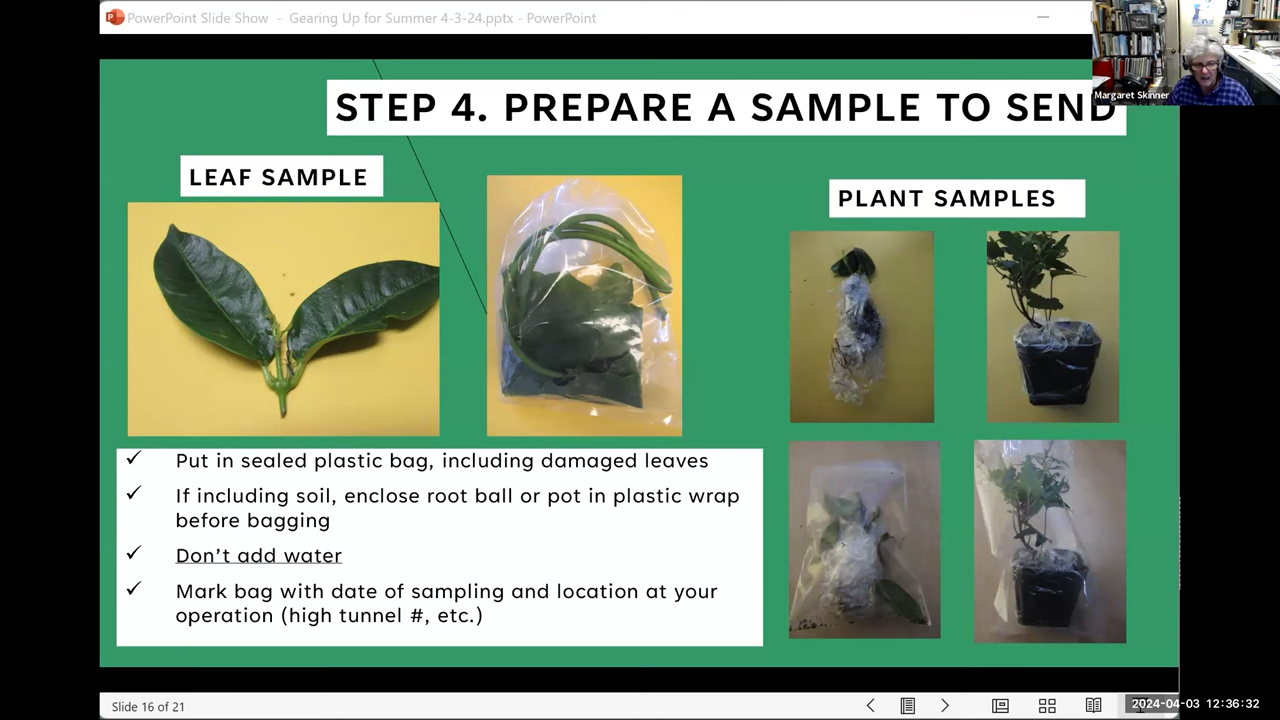 PowerPoint Slide Show - Gearing Up for Summer 4-3-24.pptx - PowerPoint
Margaret Skinner
STEP 4. PREPARE A SAMPLE TO SEND
LEAF SAMPLE
PLANT SAMPLES
✓ Put in sealed plastic bag, including damaged leaves
✓ If including soil, enclose root ball or pot in plastic wrap
before bagging
✓ Don't add water
✓ Mark bag with date of sampling and location at your
operation (high tunnel #, etc.)
Slide 16 of 21
2024-04-03 12:36:32